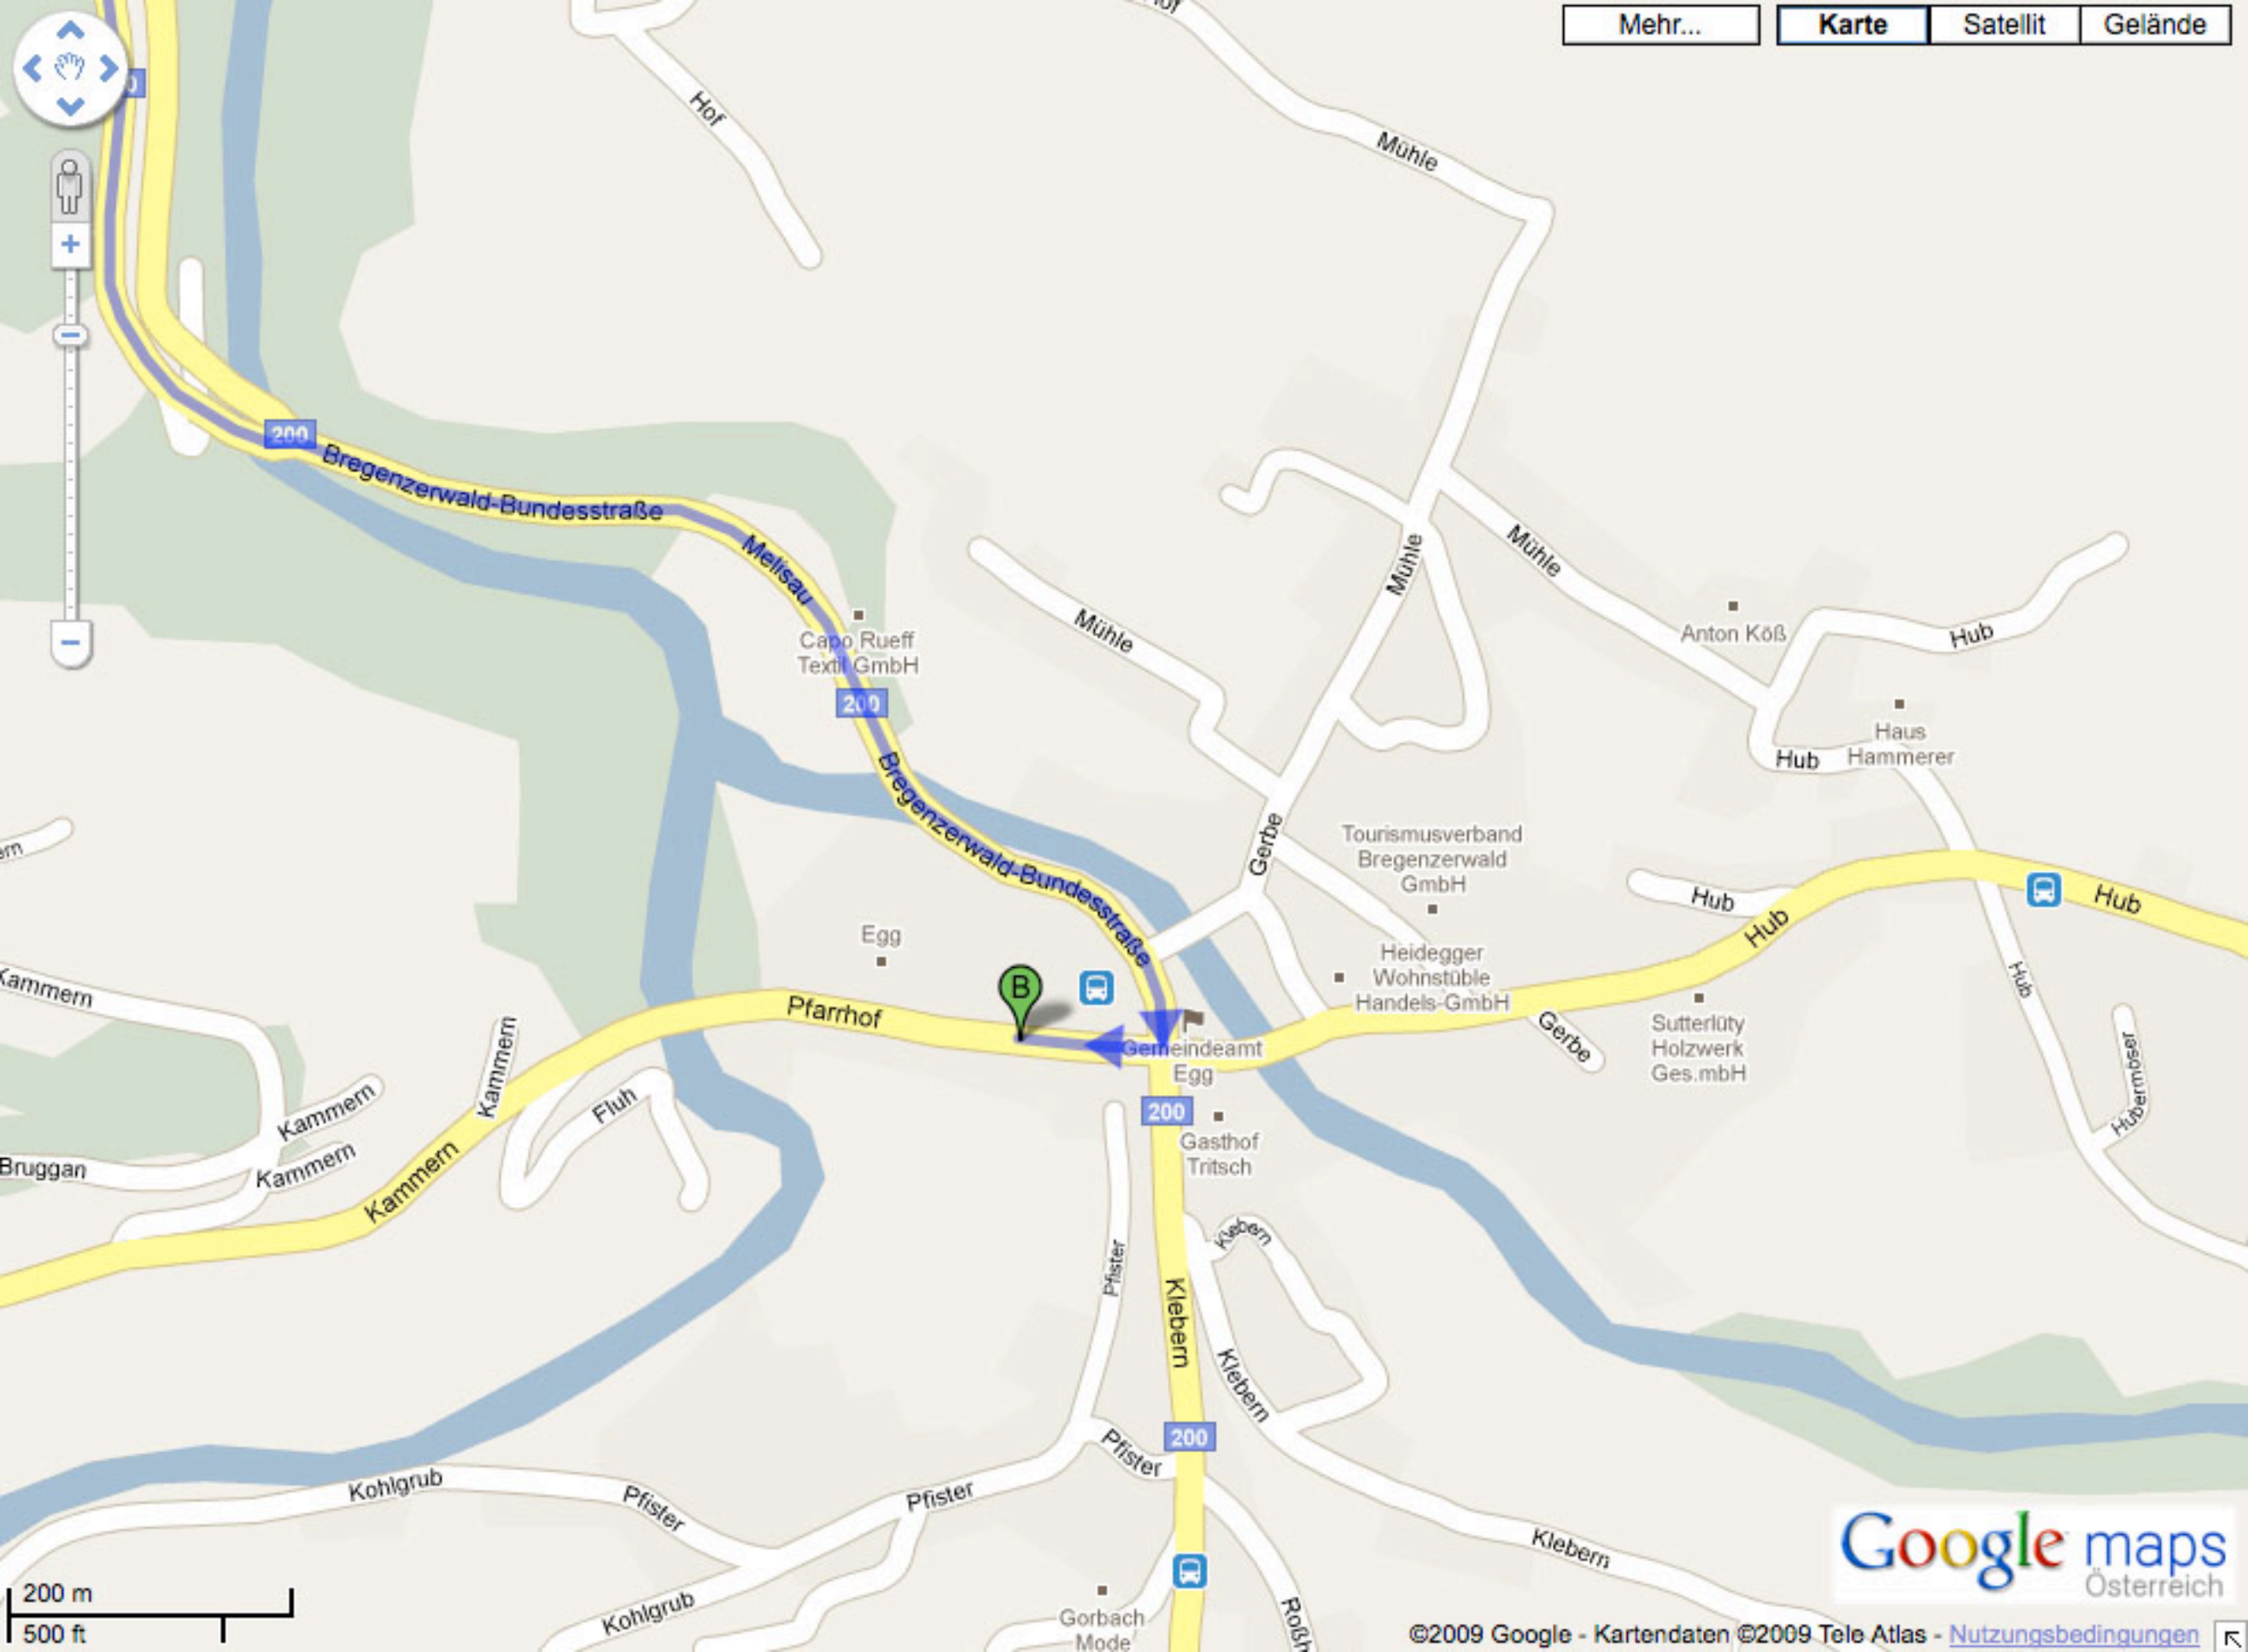 Mehr...
Karte
Satellit
Gelände
Hof
Mühle
200
Bregenzerwald-Bundesstraße
Melisau
Mühle
Mühle
Mühle
Anton Köß
Hub
Capo Rueff
Textil GmbH
200
Haus
Hammerer
Hub
Bregenzerwald-Bundesstraße
Gerbe
Tourismusverband
Bregenzerwald
GmbH
Hub
Hub
Hub
Egg
Heidegger
Wohnstüble
Handels-GmbH
Hub
B
Kammern
Pfarrhof
Kammern
Gerbe
Sutterlüty
Holzwerk
Ges.mbH
Gemeindeamt
Egg
Hubermöser
Fluh
Kammern
200
Gasthof
Tritsch
Bruggan
Kammern
Kammern
Klebern
Pfister
Klebern
Klebern
200
Pfister
Kohlgrub
Pfister
Pfister
Klebern
Kohlgrub
Gorbach
Mode
Google maps
Österreich
200 m
500 ft
©2009 Google - Kartendaten ©2009 Tele Atlas - Nutzungsbedingungen